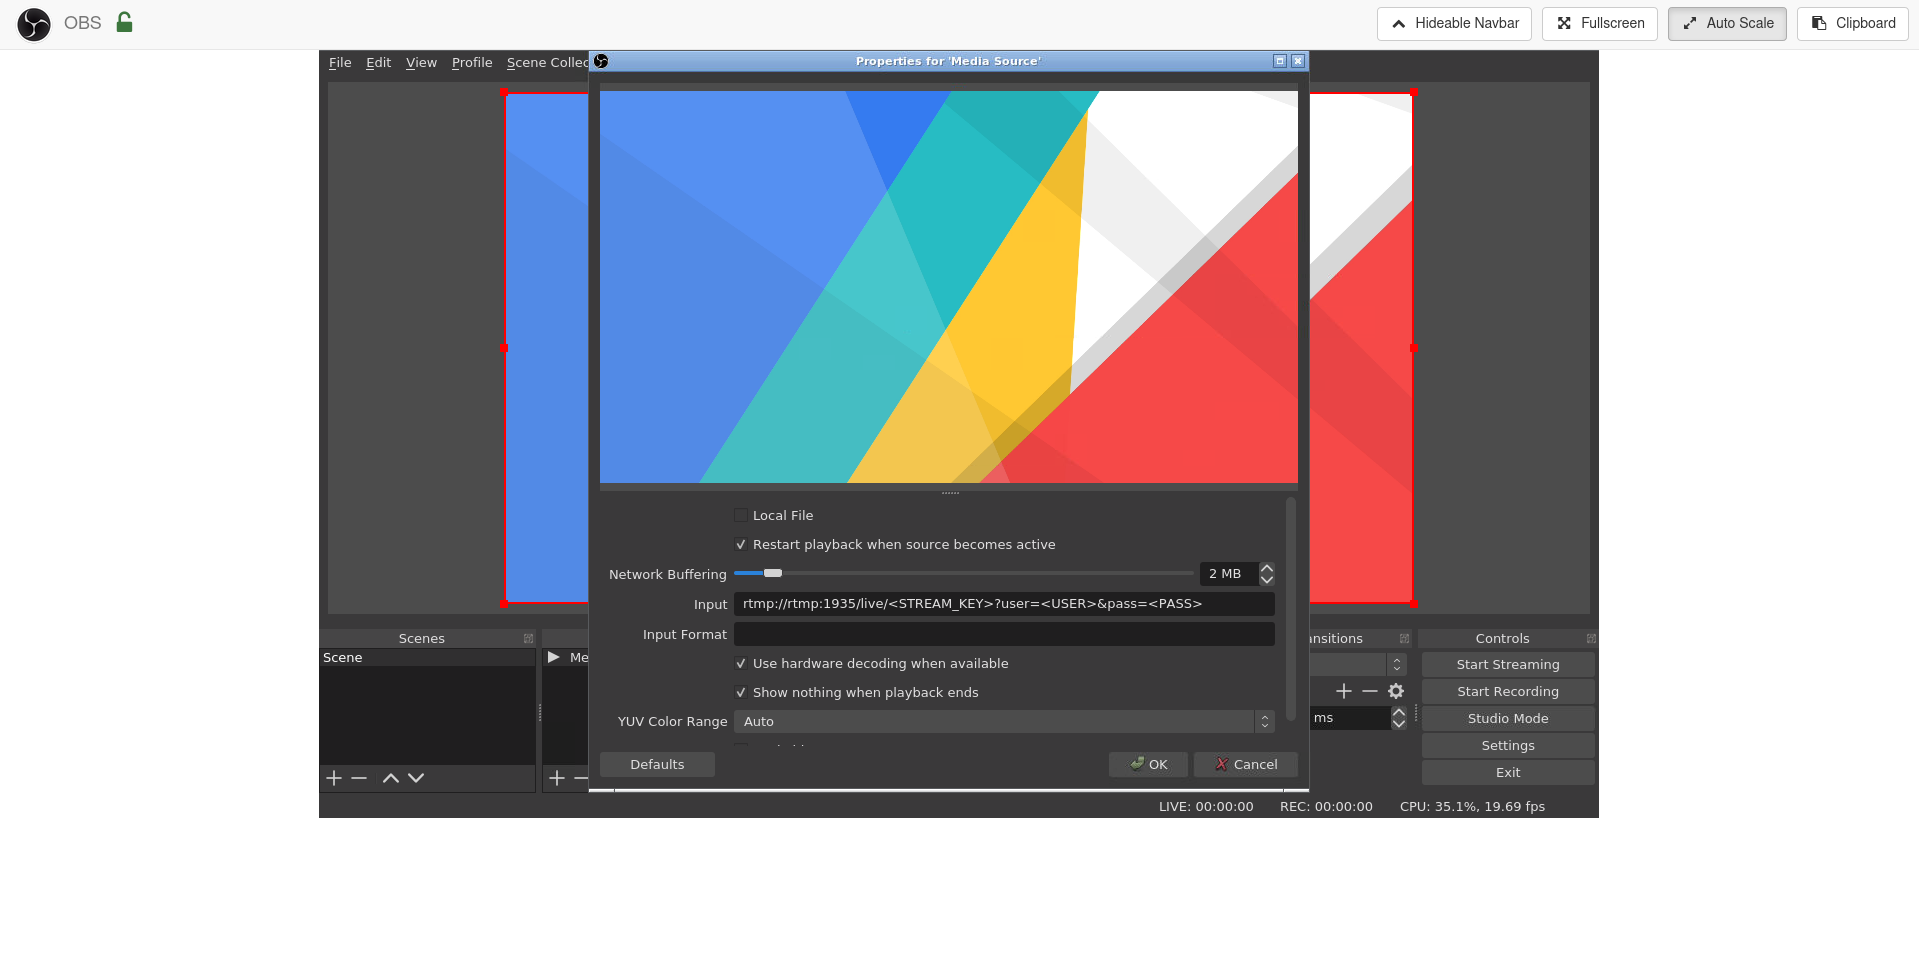 OBS
Hideable Navbar
Fullscreen
Auto Scale
Clipboard
File Edit View Profile Scene Collec
Properties for 'Media Source'
Local File
Restart playback when source becomes active
Network Buffering 2 MB
Input rtmp://rtmp:1935/live/<STREAM_KEY>?user=<USER>&pass=<PASS>
Input Format
Use hardware decoding when available
Show nothing when playback ends
YUV Color Range Auto
Defaults OK Cancel
Scenes
Scene
Me
nsitions
ms
Controls
Start Streaming
Start Recording
Studio Mode
Settings
Exit
LIVE: 00:00:00 REC: 00:00:00 CPU: 35.1%, 19.69 fps